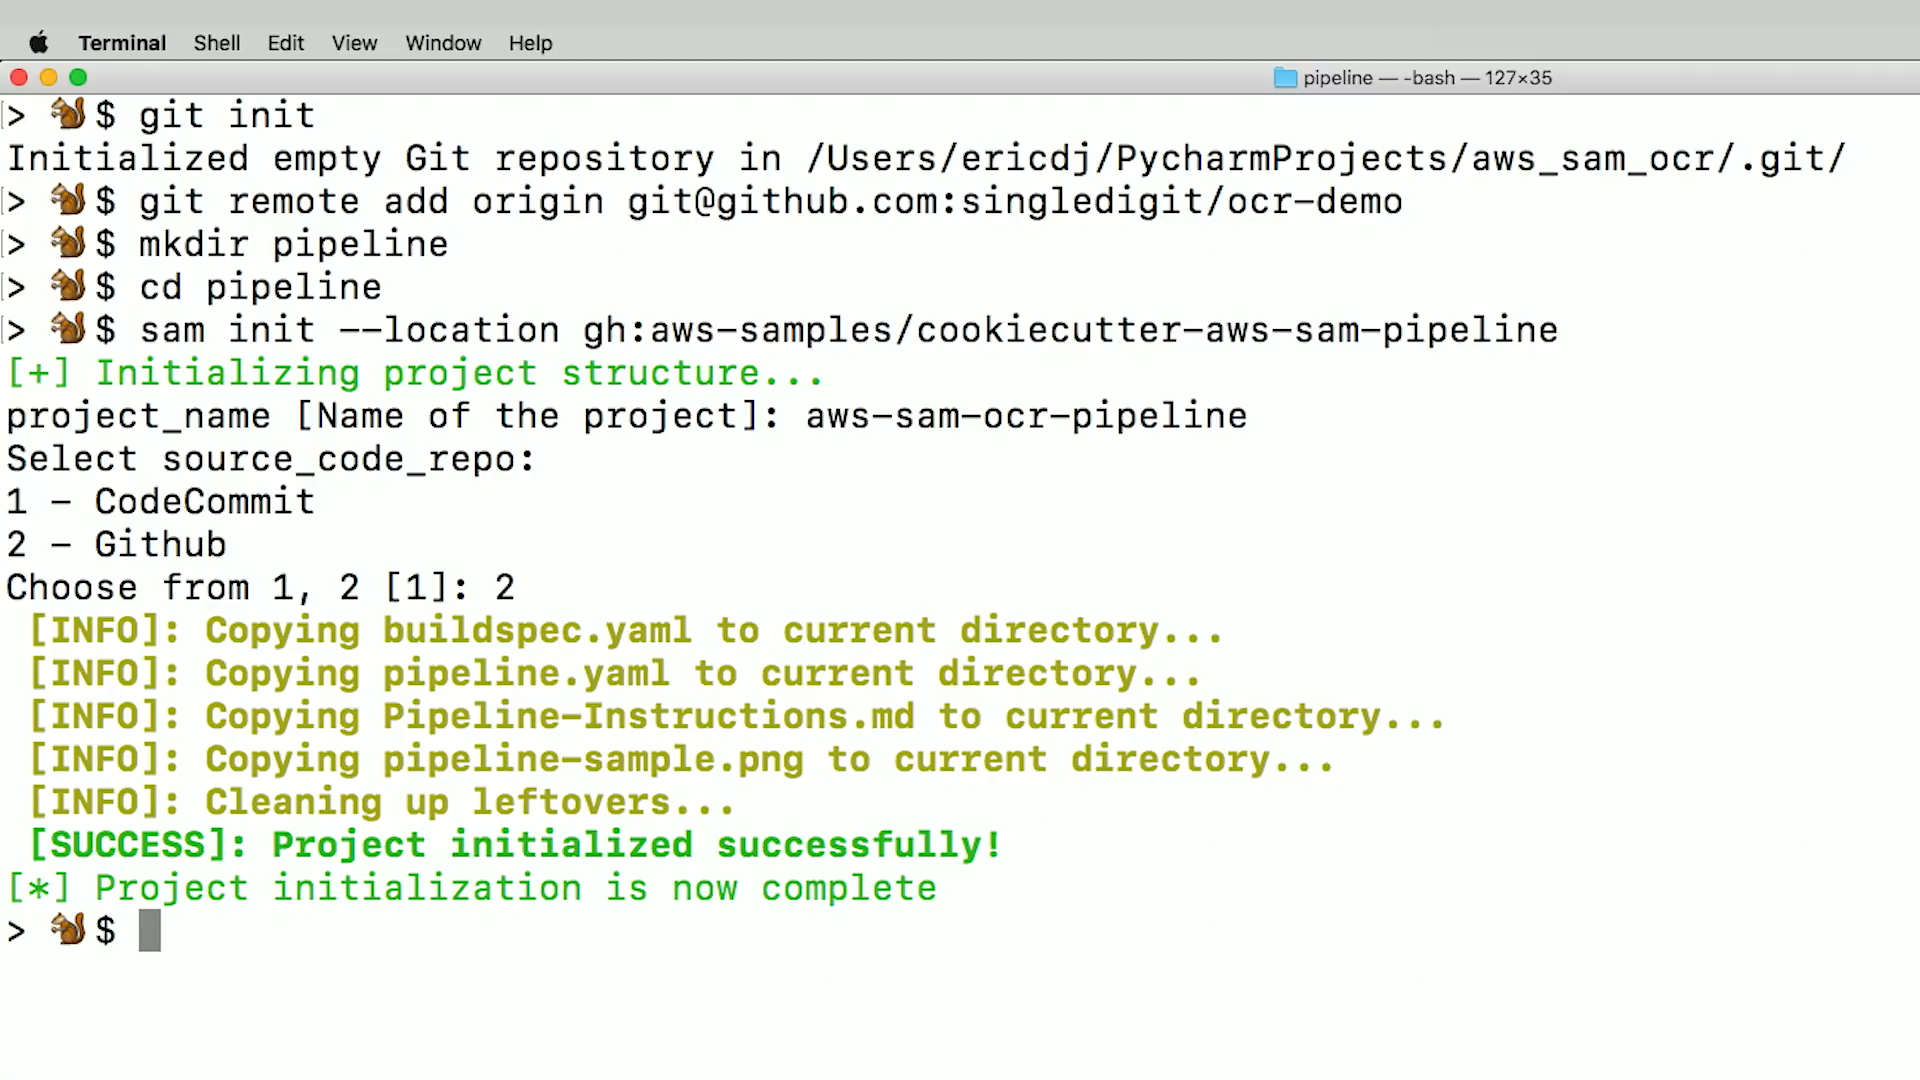 Terminal Shell Edit View Window Help
pipeline — -bash — 127×35
> 🐿$ git init
Initialized empty Git repository in /Users/ericdj/PycharmProjects/aws_sam_ocr/.git/
> 🐿$ git remote add origin git@github.com:singledigit/ocr-demo
> 🐿$ mkdir pipeline
> 🐿$ cd pipeline
> 🐿$ sam init --location gh:aws-samples/cookiecutter-aws-sam-pipeline
[+] Initializing project structure...
project_name [Name of the project]: aws-sam-ocr-pipeline
Select source_code_repo:
1 - CodeCommit
2 - Github
Choose from 1, 2 [1]: 2
[INFO]: Copying buildspec.yaml to current directory...
[INFO]: Copying pipeline.yaml to current directory...
[INFO]: Copying Pipeline-Instructions.md to current directory...
[INFO]: Copying pipeline-sample.png to current directory...
[INFO]: Cleaning up leftovers...
[SUCCESS]: Project initialized successfully!
[*] Project initialization is now complete
> 🐿$